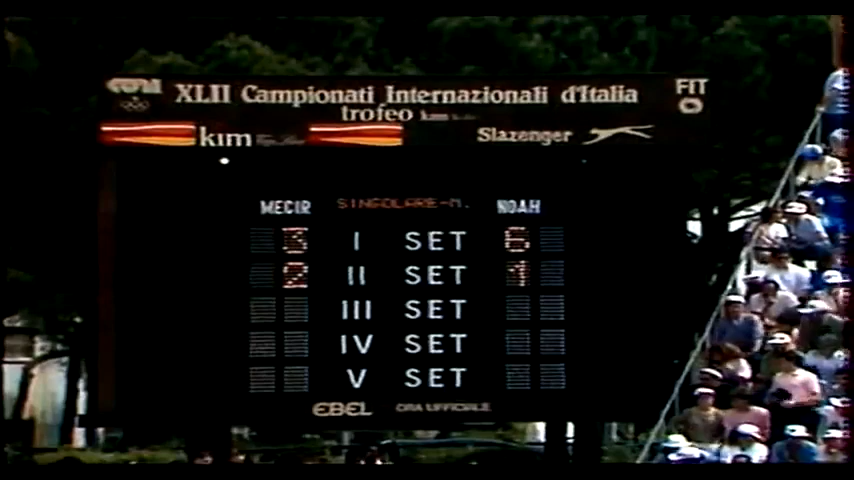 XLII Campionati Internazionali d'Italia
FIT
trofeo kim
kim
Slazenger
MECIR SINGOLARE-M. NOAH
3 I SET 6
2 II SET 1
III SET
IV SET
V SET
EBEL ORA UFFICIALE